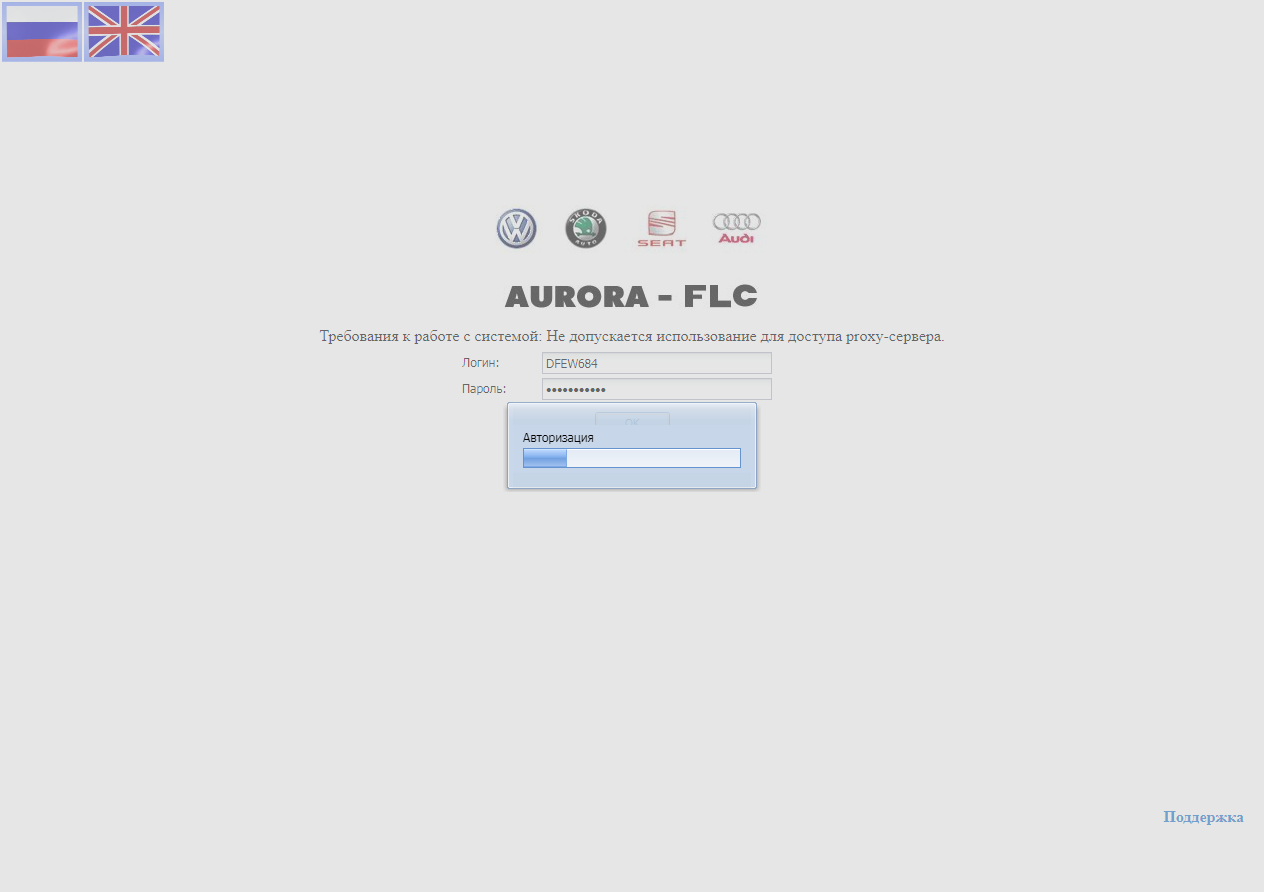 SKODA
AUTO
SEAT
Audi
AURORA - FLC
Требования к работе с системой: Не допускается использование для доступа proxy-сервера.
Логин: DFEW684
Пароль: •••••••••••
OK
Авторизация
Поддержка